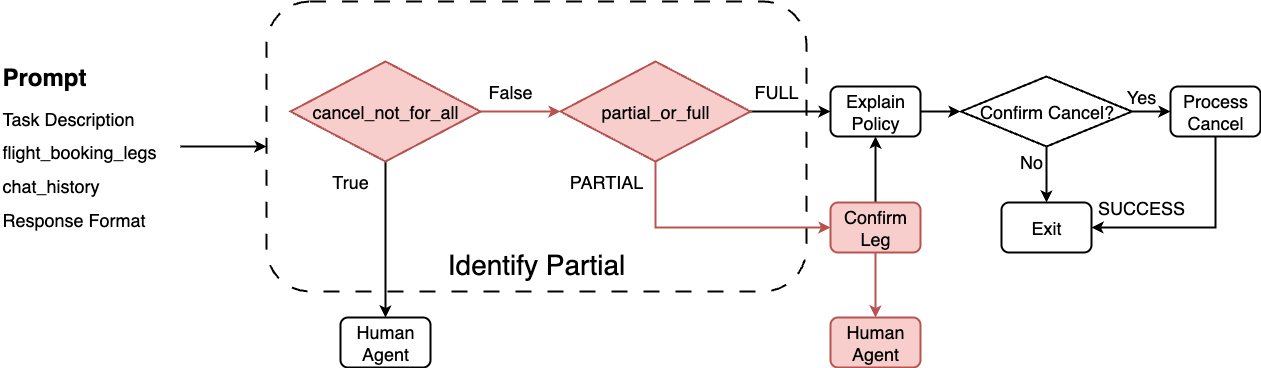 Prompt
Task Description
flight_booking_legs
chat_history
Response Format
cancel_not_for_all
False
True
partial_or_full
FULL
PARTIAL
Identify Partial
Human
Agent
Explain
Policy
Confirm
Leg
Human
Agent
Confirm Cancel?
Yes
No
Process
Cancel
SUCCESS
Exit